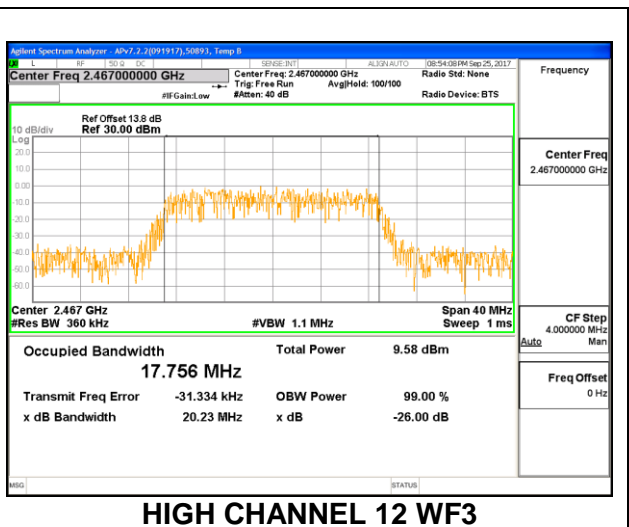 Agilent Spectrum Analyzer - APv7.2.2(091917),50893, Temp B
L RF 50 Ω DC SENSE:INT ALIGN AUTO 08:54:08 PM Sep 25, 2017
Center Freq 2.467000000 GHz
Center Freq: 2.467000000 GHz
Radio Std: None
Trig: Free Run Avg|Hold: 100/100
#IFGain:Low #Atten: 40 dB Radio Device: BTS
Frequency
Ref Offset 13.8 dB
10 dB/div Ref 30.00 dBm
Log
20.0
10.0
0.00
-10.0
-20.0
-30.0
-40.0
-50.0
-60.0
Center Freq
2.467000000 GHz
Center 2.467 GHz Span 40 MHz
#Res BW 360 kHz #VBW 1.1 MHz Sweep 1 ms
CF Step
4.000000 MHz
Auto Man
Occupied Bandwidth Total Power 9.58 dBm
17.756 MHz
Freq Offset
0 Hz
Transmit Freq Error -31.334 kHz OBW Power 99.00 %
x dB Bandwidth 20.23 MHz x dB -26.00 dB
MSG STATUS
HIGH CHANNEL 12 WF3